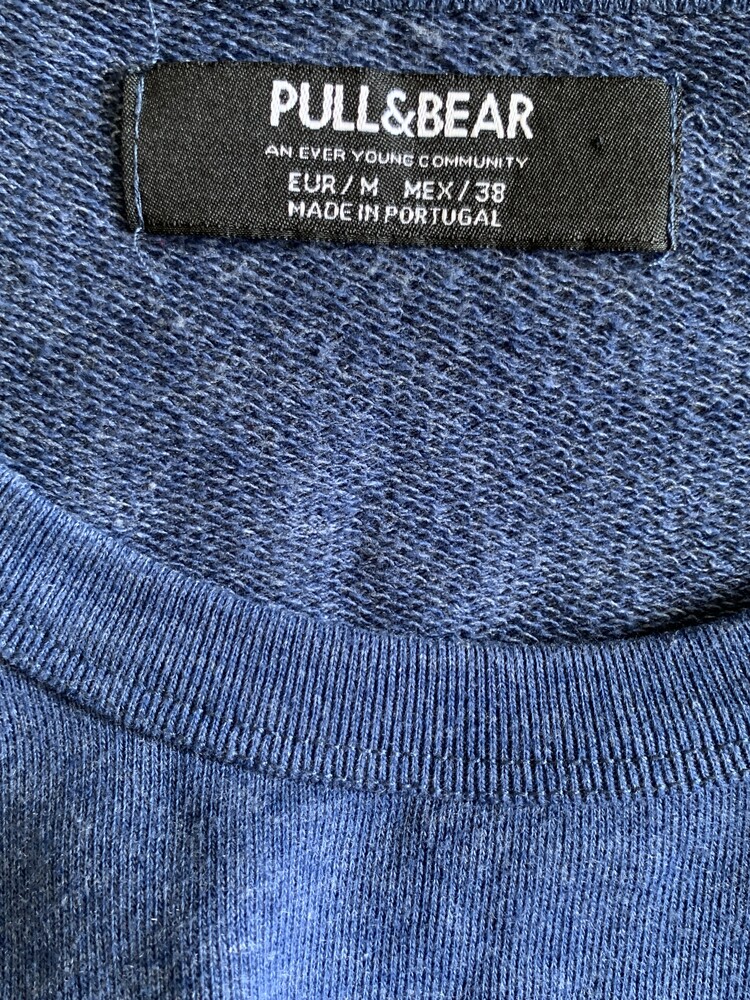 PULL&BEAR
AN EVER YOUNG COMMUNITY
EUR/M MEX/38
MADE IN PORTUGAL